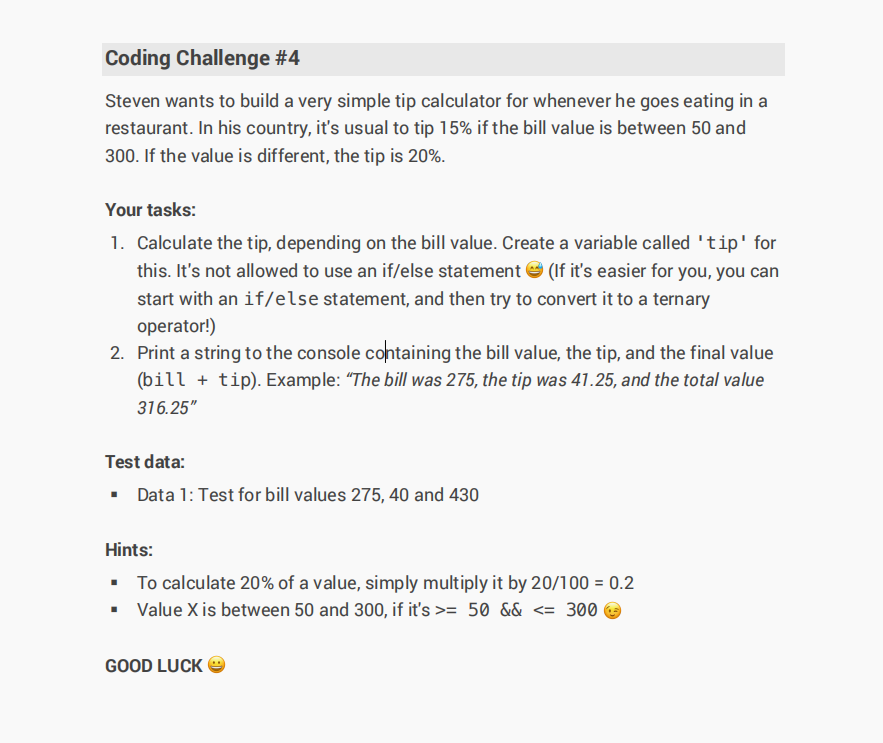 Coding Challenge #4
Steven wants to build a very simple tip calculator for whenever he goes eating in a
restaurant. In his country, it's usual to tip 15% if the bill value is between 50 and
300. If the value is different, the tip is 20%.
Your tasks:
1. Calculate the tip, depending on the bill value. Create a variable called 'tip' for
this. It's not allowed to use an if/else statement 😅 (If it's easier for you, you can
start with an if/else statement, and then try to convert it to a ternary
operator!)
2. Print a string to the console containing the bill value, the tip, and the final value
(bill + tip). Example: “The bill was 275, the tip was 41.25, and the total value
316.25”
Test data:
▪ Data 1: Test for bill values 275, 40 and 430
Hints:
▪ To calculate 20% of a value, simply multiply it by 20/100 = 0.2
▪ Value X is between 50 and 300, if it's >= 50 && <= 300 😉
GOOD LUCK 😀